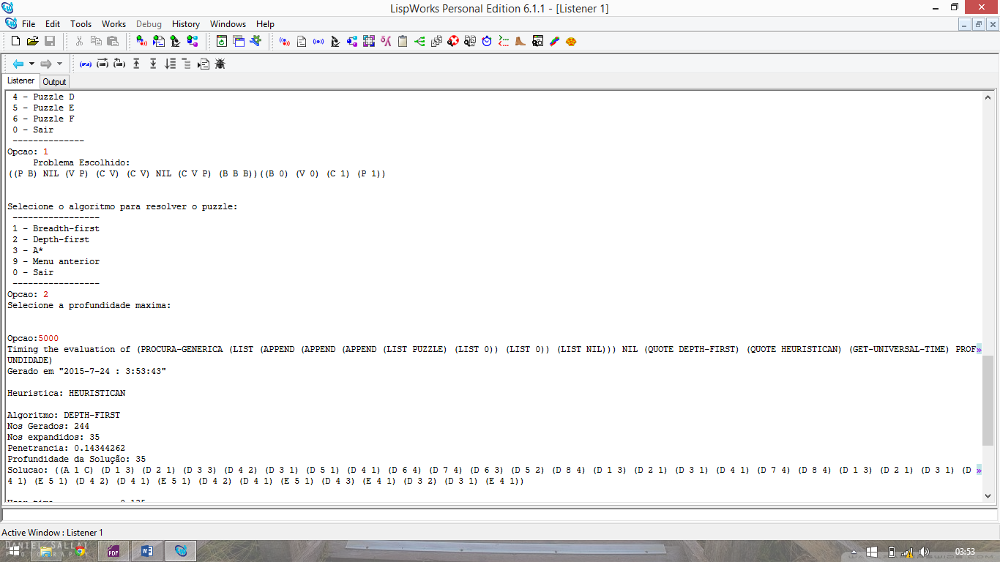 LispWorks Personal Edition 6.1.1 - [Listener 1]
File Edit Tools Works Debug History Windows Help
Listener Output
4 - Puzzle D
5 - Puzzle E
6 - Puzzle F
0 - Sair
--------------
Opcao: 1
Problema Escolhido:
((P B) NIL (V P) (C V) (C V) NIL (C V P) (B B B))((B 0) (V 0) (C 1) (P 1))
Selecione o algoritmo para resolver o puzzle:
-----------------
1 - Breadth-first
2 - Depth-first
3 - A*
9 - Menu anterior
0 - Sair
-----------------
Opcao: 2
Selecione a profundidade maxima:
Opcao:5000
Timing the evaluation of (PROCURA-GENERICA (LIST (APPEND (APPEND (APPEND (LIST PUZZLE) (LIST 0)) (LIST 0)) (LIST NIL))) NIL (QUOTE DEPTH-FIRST) (QUOTE HEURISTICAN) (GET-UNIVERSAL-TIME) PROF
UNDIDADE)
Gerado em "2015-7-24 : 3:53:43"
Heuristica: HEURISTICAN
Algoritmo: DEPTH-FIRST
Nos Gerados: 244
Nos expandidos: 35
Penetrancia: 0.14344262
Profundidade da Solução: 35
Solucao: ((A 1 C) (D 1 3) (D 2 1) (D 3 3) (D 4 2) (D 3 1) (D 5 1) (D 4 1) (D 6 4) (D 7 4) (D 6 3) (D 5 2) (D 8 4) (D 1 3) (D 2 1) (D 3 1) (D 4 1) (D 7 4) (D 8 4) (D 1 3) (D 2 1) (D 3 1) (D
4 1) (E 5 1) (D 4 2) (D 4 1) (E 5 1) (D 4 2) (D 4 1) (E 5 1) (D 4 3) (E 4 1) (D 3 2) (D 3 1) (E 4 1))
Active Window : Listener 1
DANIEL SALLAI
PDF
03:53